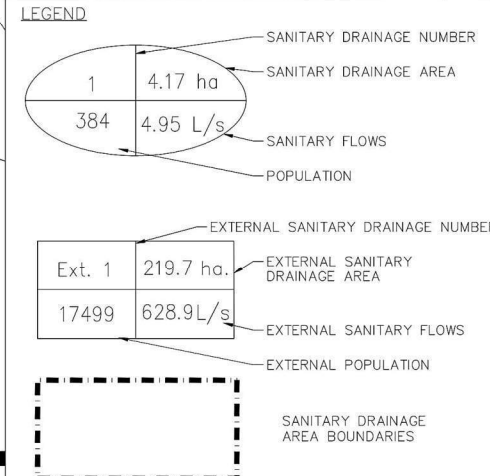 LEGEND
SANITARY DRAINAGE NUMBER
1 4.17 ha
SANITARY DRAINAGE AREA
384 4.95 L/s
SANITARY FLOWS
POPULATION
EXTERNAL SANITARY DRAINAGE NUMBER
Ext. 1 219.7 ha.
EXTERNAL SANITARY
DRAINAGE AREA
17499 628.9L/s
EXTERNAL SANITARY FLOWS
EXTERNAL POPULATION
SANITARY DRAINAGE
AREA BOUNDARIES